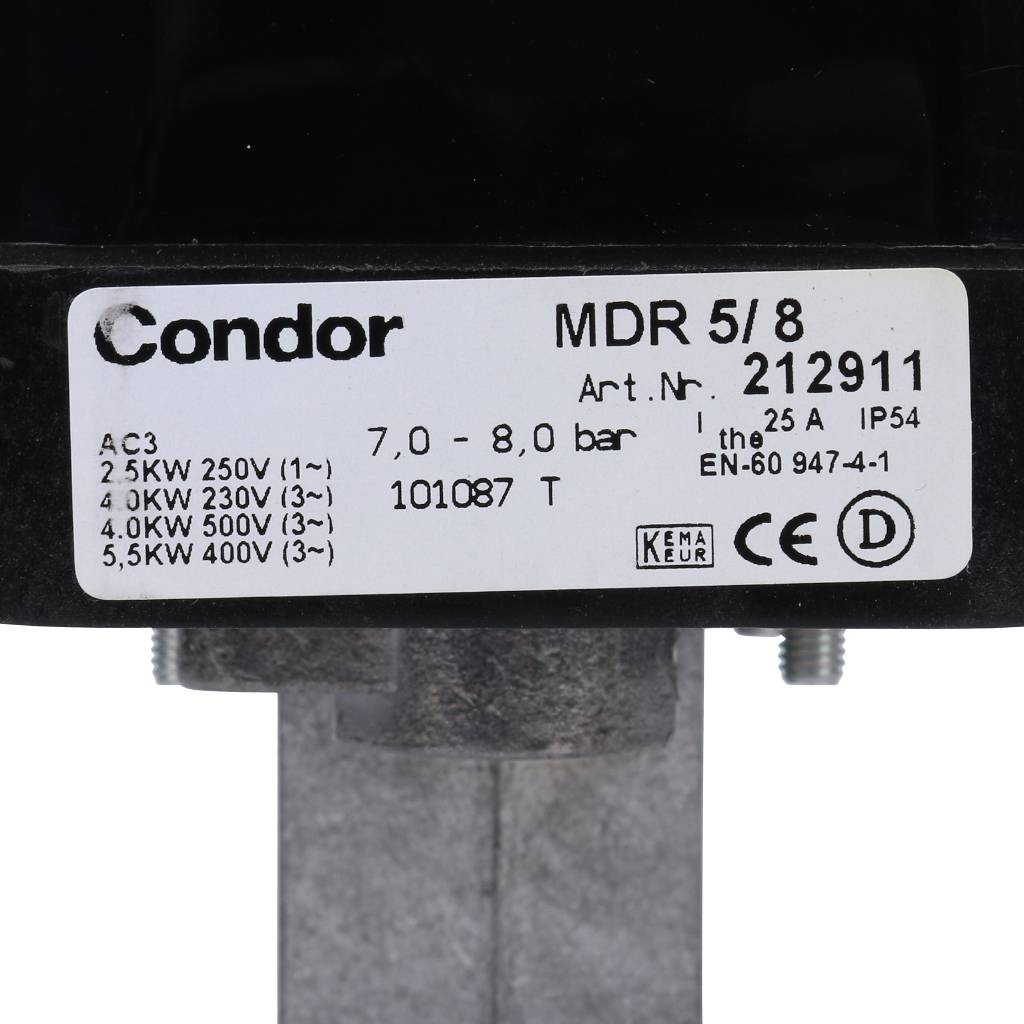 Condor
MDR 5/ 8
Art.Nr. 212911
I the 25 A IP54
EN-60 947-4-1
7,0 - 8,0 bar
101087 T
AC3
2.5KW 250V (1~)
4.0KW 230V (3~)
4.0KW 500V (3~)
5,5KW 400V (3~)
KEMA KEUR CE D